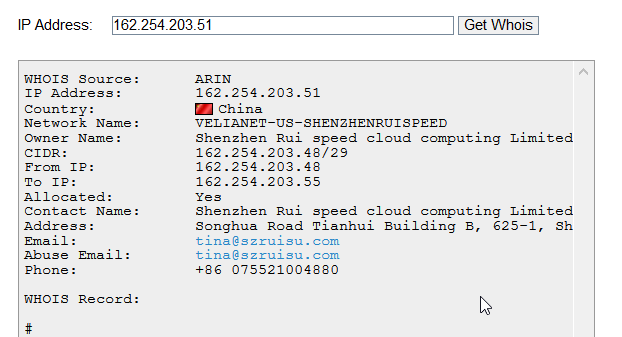 IP Address: 162.254.203.51 Get Whois
WHOIS Source: ARIN
IP Address: 162.254.203.51
Country: China
Network Name: VELIANET-US-SHENZHENRUISPEED
Owner Name: Shenzhen Rui speed cloud computing Limited
CIDR: 162.254.203.48/29
From IP: 162.254.203.48
To IP: 162.254.203.55
Allocated: Yes
Contact Name: Shenzhen Rui speed cloud computing Limited
Address: Songhua Road Tianhui Building B, 625-1, Sh
Email: tina@szruisu.com
Abuse Email: tina@szruisu.com
Phone: +86 075521004880
WHOIS Record:
#